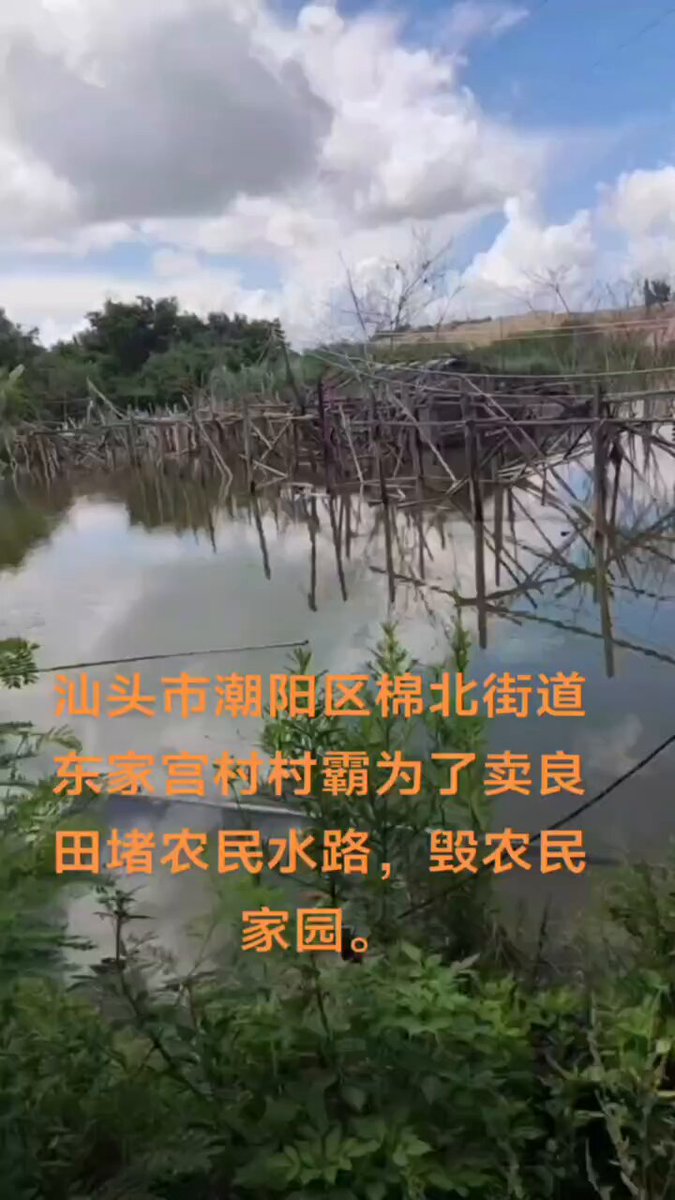 汕头市潮阳区棉北街道
东家宫村村霸为了卖良
田堵农民水路，毁农民
家园。